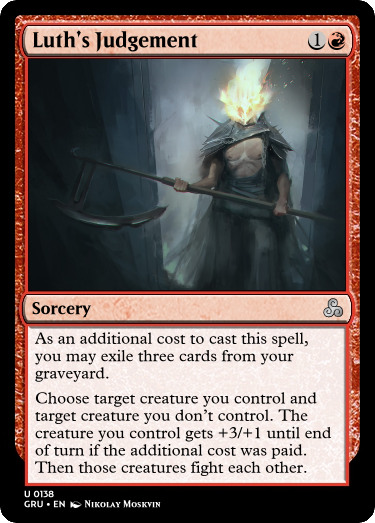 Luth's Judgement 1
Sorcery
As an additional cost to cast this spell,
you may exile three cards from your
graveyard.
Choose target creature you control and
target creature you don't control. The
creature you control gets +3/+1 until end
of turn if the additional cost was paid.
Then those creatures fight each other.
U 0138
GRU • EN Nikolay Moskvin